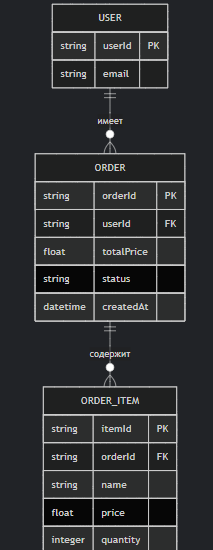 USER
string userId PK
string email
имеет
ORDER
string orderId PK
string userId FK
float totalPrice
string status
datetime createdAt
содержит
ORDER_ITEM
string itemId PK
string orderId FK
string name
float price
integer quantity